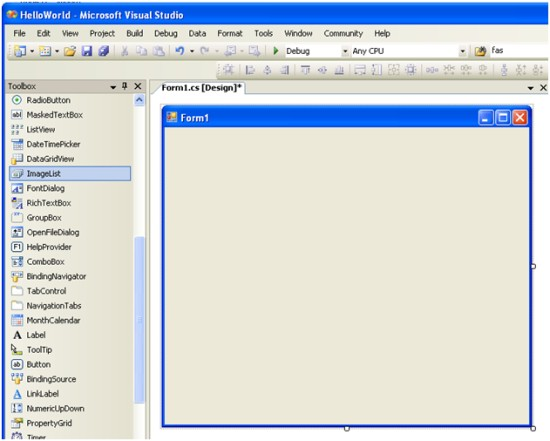 HelloWorld - Microsoft Visual Studio
File Edit View Project Build Debug Data Format Tools Window Community Help
Debug Any CPU fas
Toolbox
Form1.cs [Design]*
RadioButton
Form1
MaskedTextBox
ListView
DateTimePicker
DataGridView
ImageList
FontDialog
RichTextBox
GroupBox
OpenFileDialog
HelpProvider
ComboBox
BindingNavigator
TabControl
NavigationTabs
MonthCalendar
Label
ToolTip
Button
BindingSource
LinkLabel
NumericUpDown
PropertyGrid
Timer